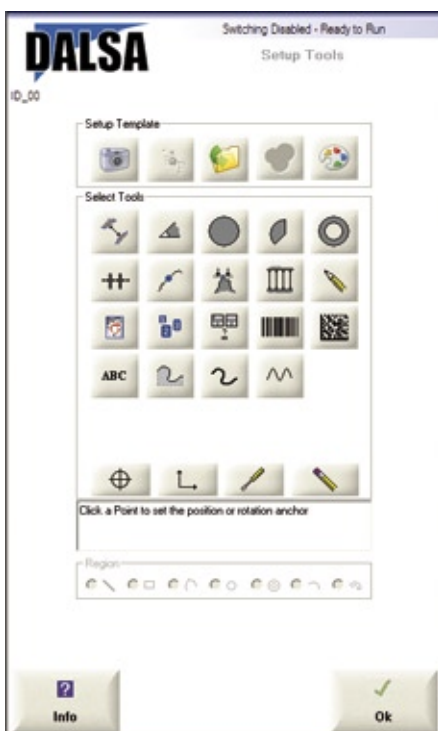 DALSA
Switching Disabled - Ready to Run
Setup Tools
ID_00
Setup Template
Select Tools
ABC
Click a Point to set the position or rotation anchor
Region
?
Info
Ok